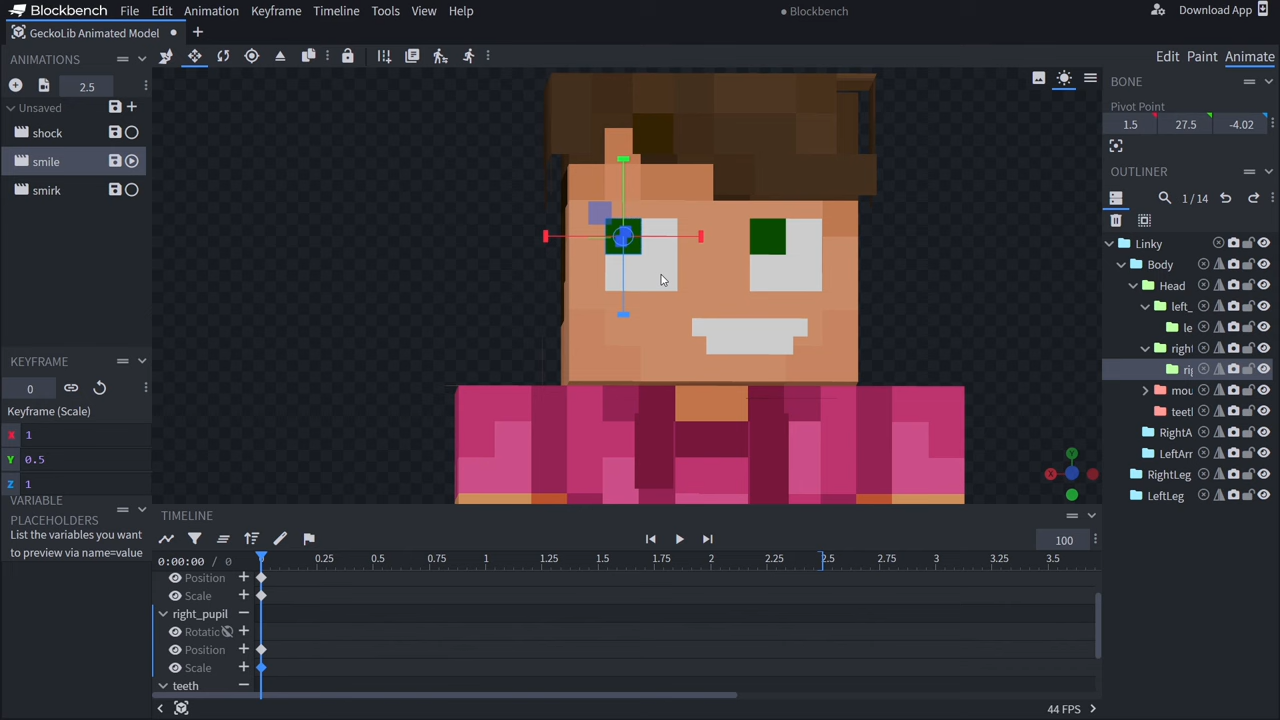 Blockbench File Edit Animation Keyframe Timeline Tools View Help Blockbench Download App
GeckoLib Animated Model
Edit Paint Animate
ANIMATIONS
2.5
Unsaved
shock
smile
smirk
KEYFRAME
0
Keyframe (Scale)
X 1
Y 0.5
Z 1
VARIABLE PLACEHOLDERS
List the variables you want
to preview via name=value
BONE
Pivot Point
1.5 27.5 -4.02
OUTLINER
1/14
Linky
Body
Head
left_
le
right
rig
mou
teeth
RightA
LeftArr
RightLeg
LeftLeg
Y
X
TIMELINE
100
0:00:00 / 0
0 0.25 0.5 0.75 1 1.25 1.5 1.75 2 2.25 2.5 2.75 3 3.25 3.5
Position
Scale
right_pupil
Rotatic
Position
Scale
teeth
44 FPS